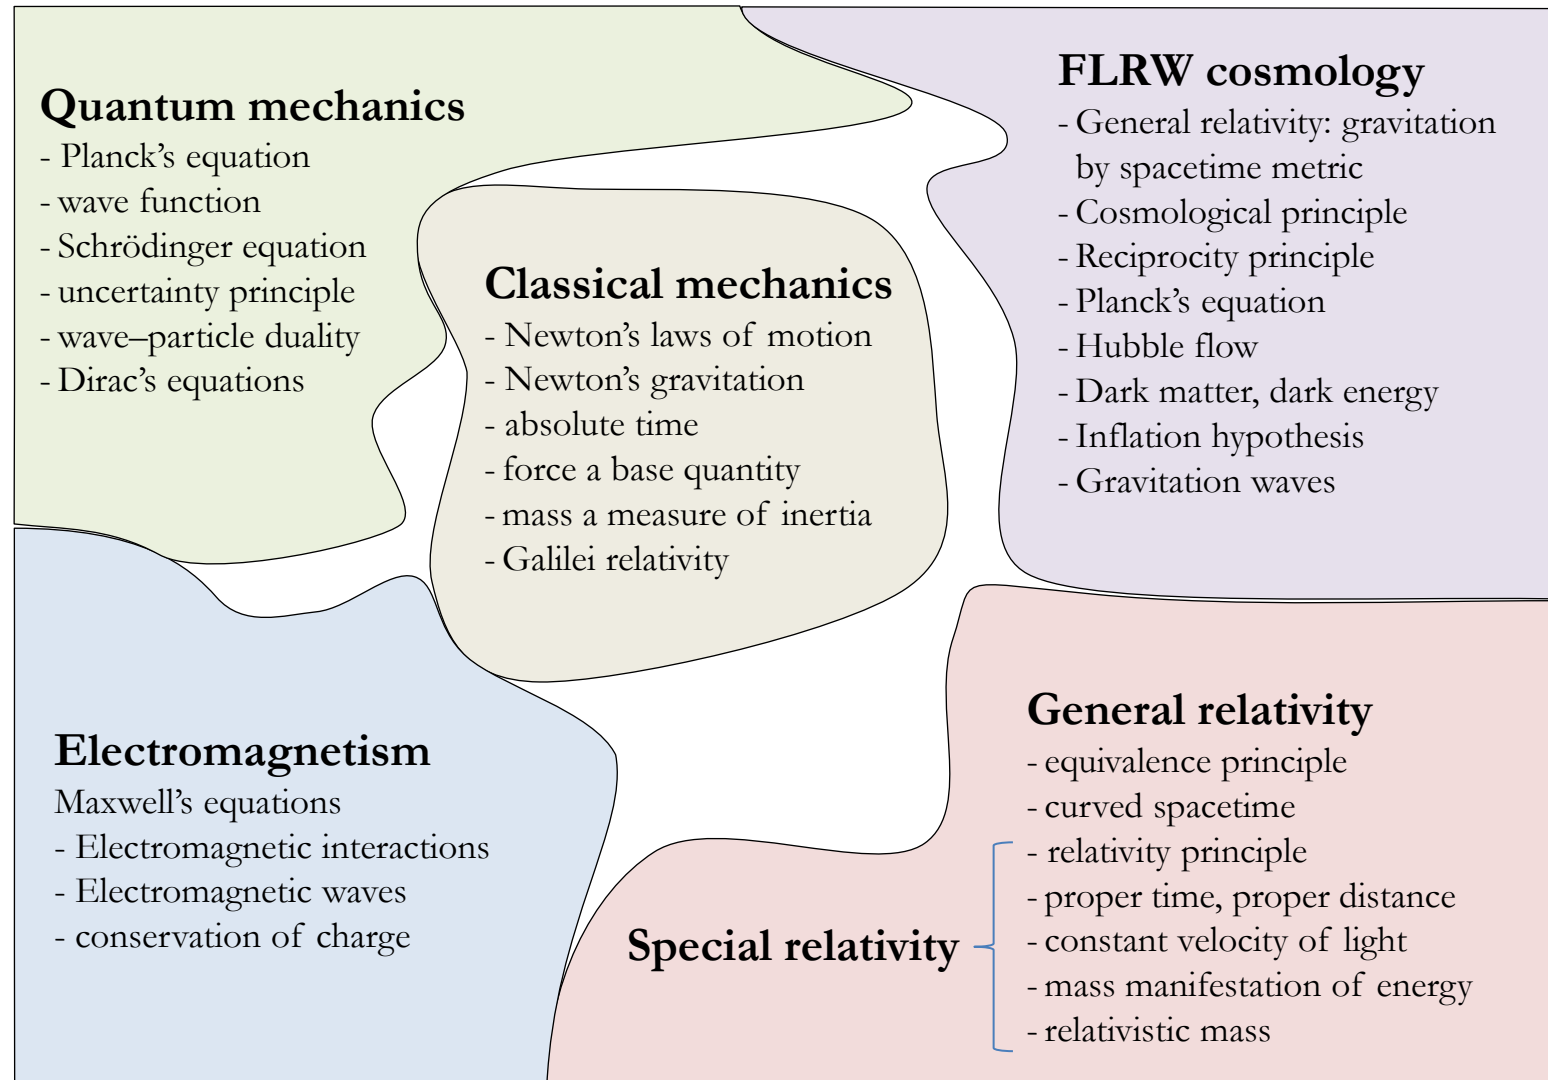 Quantum mechanics
- Planck’s equation
- wave function
- Schrödinger equation
- uncertainty principle
- wave–particle duality
- Dirac’s equations
FLRW cosmology
- General relativity: gravitation
by spacetime metric
- Cosmological principle
- Reciprocity principle
- Planck’s equation
- Hubble flow
- Dark matter, dark energy
- Inflation hypothesis
- Gravitation waves
Classical mechanics
- Newton’s laws of motion
- Newton’s gravitation
- absolute time
- force a base quantity
- mass a measure of inertia
- Galilei relativity
Electromagnetism
Maxwell’s equations
- Electromagnetic interactions
- Electromagnetic waves
- conservation of charge
General relativity
- equivalence principle
- curved spacetime
Special relativity
- relativity principle
- proper time, proper distance
- constant velocity of light
- mass manifestation of energy
- relativistic mass